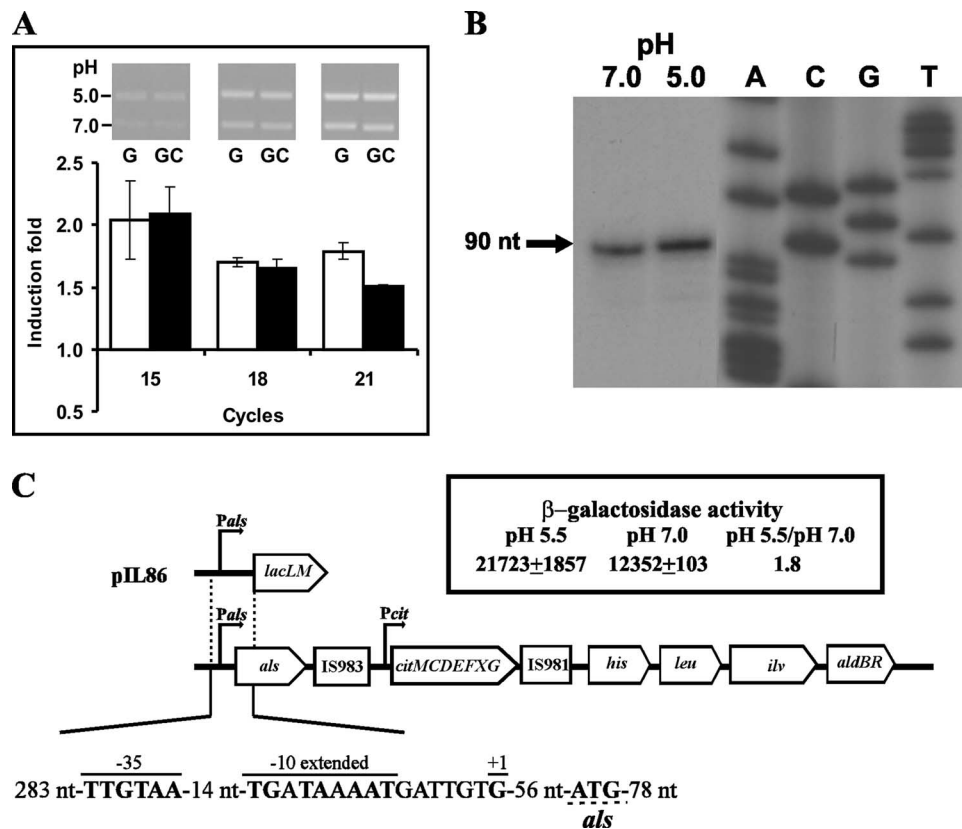 A
pH
5.0
7.0
G GC G GC G GC
2.5
2.0
1.5
1.0
0.5
Induction fold
15 18 21
Cycles
B
pH
7.0 5.0 A C G T
90 nt
C
β–galactosidase activity
pH 5.5 pH 7.0 pH 5.5/pH 7.0
21723±1857 12352±103 1.8
Pals
pIL86
lacLM
Pals Pcit
als IS983 citMCDEFXG IS981 his leu ilv aldBR
-35 -10 extended +1
283 nt-TTGTAA-14 nt-TGATAAAATGATTGTG-56 nt-ATG-78 nt
als